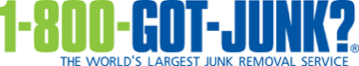 1-800-GOT-JUNK?®
THE WORLD'S LARGEST JUNK REMOVAL SERVICE